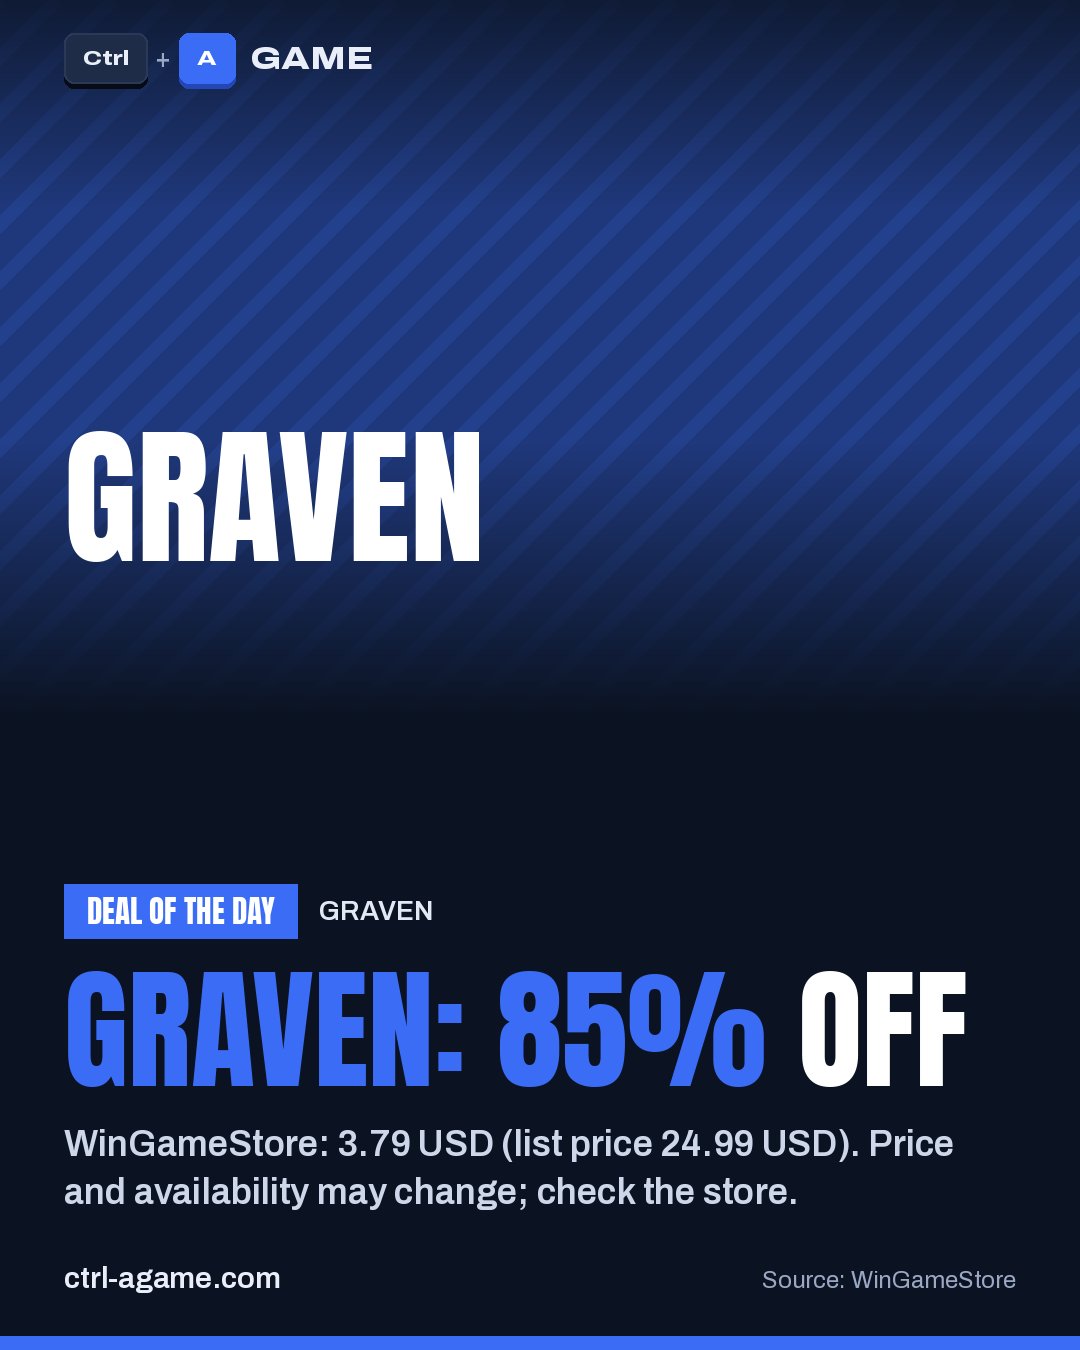 Ctrl + A GAME
GRAVEN
DEAL OF THE DAY GRAVEN
GRAVEN: 85% OFF
WinGameStore: 3.79 USD (list price 24.99 USD). Price
and availability may change; check the store.
ctrl-agame.com Source: WinGameStore